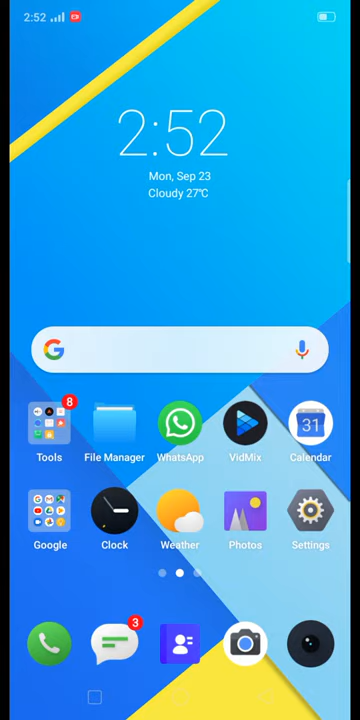 2:52
2:52
Mon, Sep 23
Cloudy 27℃
8
31
Tools
File Manager
WhatsApp
VidMix
Calendar
Google
Clock
Weather
Photos
Settings
3